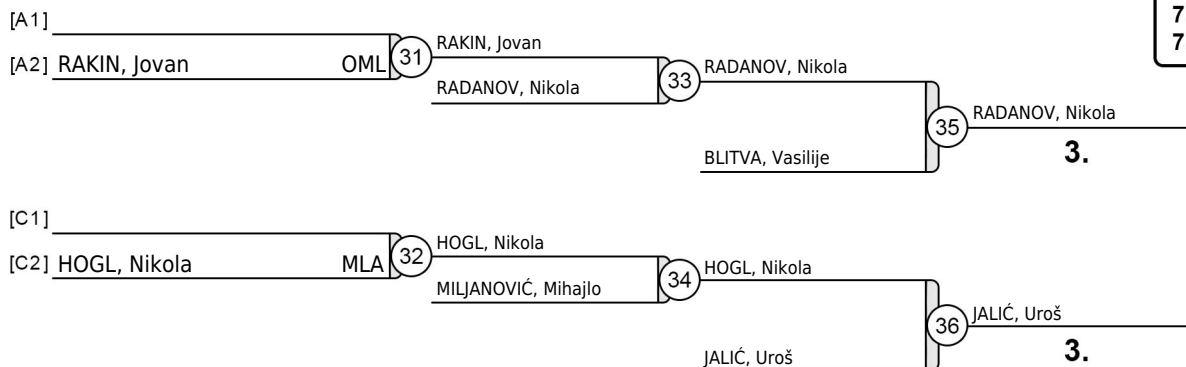 [A1]
[A2] RAKIN, Jovan OML 31 RAKIN, Jovan
RADANOV, Nikola 33 RADANOV, Nikola
BLITVA, Vasilije 35 RADANOV, Nikola
3.
7
7
[C1]
[C2] HOGL, Nikola MLA 32 HOGL, Nikola
MILJANOVIĆ, Mihajlo 34 HOGL, Nikola
JALIĆ, Uroš 36 JALIĆ, Uroš
3.